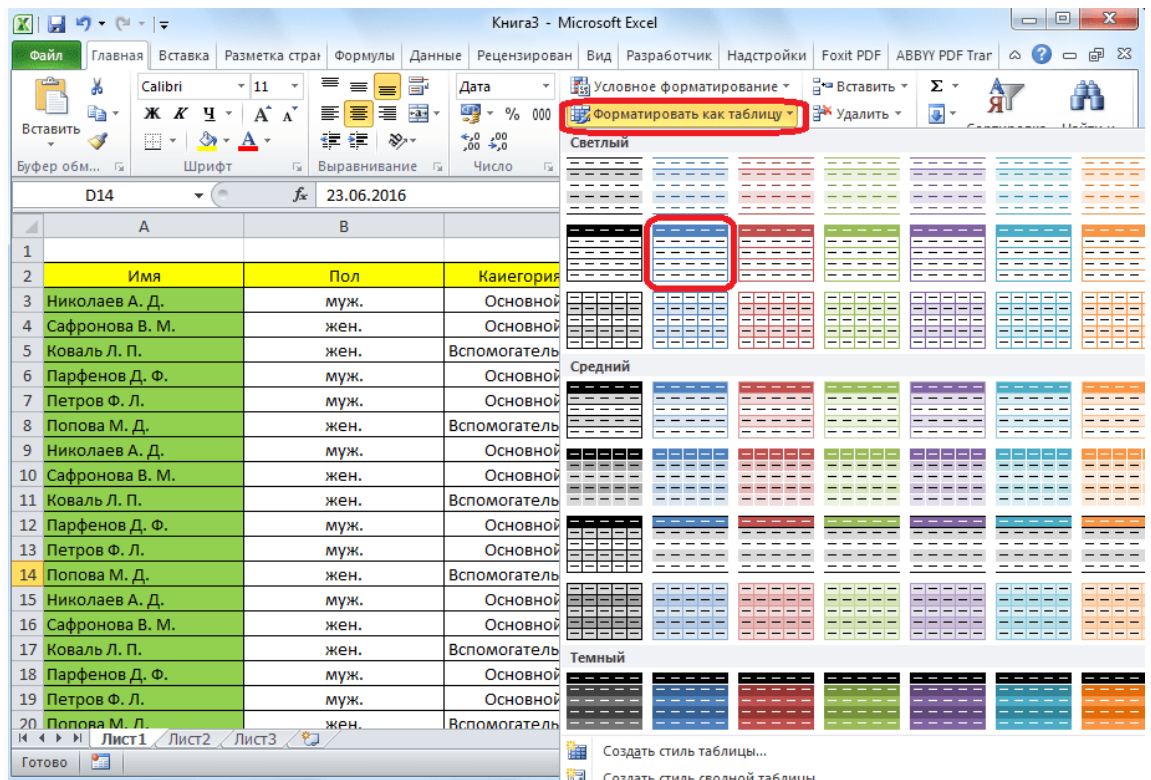 Книга3 - Microsoft Excel
Файл Главная Вставка Разметка стран Формулы Данные Рецензирован Вид Разработчик Надстройки Foxit PDF ABBYY PDF Tran
Вставить
Calibri 11
Ж К Ч
Дата
% 000
Условное форматирование
Форматировать как таблицу
Вставить
Удалить
Σ
Буфер обм... Шрифт Выравнивание Число
D14 fx 23.06.2016
A B
1
2 Имя Пол Каиегория
3 Николаев А. Д. муж. Основной
4 Сафронова В. М. жен. Основной
5 Коваль Л. П. жен. Вспомогатель
6 Парфенов Д. Ф. муж. Основной
7 Петров Ф. Л. муж. Основной
8 Попова М. Д. жен. Вспомогатель
9 Николаев А. Д. муж. Основной
10 Сафронова В. М. жен. Основной
11 Коваль Л. П. жен. Вспомогатель
12 Парфенов Д. Ф. муж. Основной
13 Петров Ф. Л. муж. Основной
14 Попова М. Д. жен. Вспомогатель
15 Николаев А. Д. муж. Основной
16 Сафронова В. М. жен. Основной
17 Коваль Л. П. жен. Вспомогатель
18 Парфенов Д. Ф. муж. Основной
19 Петров Ф. Л. муж. Основной
20 Попова М. Д. жен. Вспомогатель
Светлый
Средний
Темный
Создать стиль таблицы...
Создать стиль сводной таблицы
Лист1 Лист2 Лист3
Готово